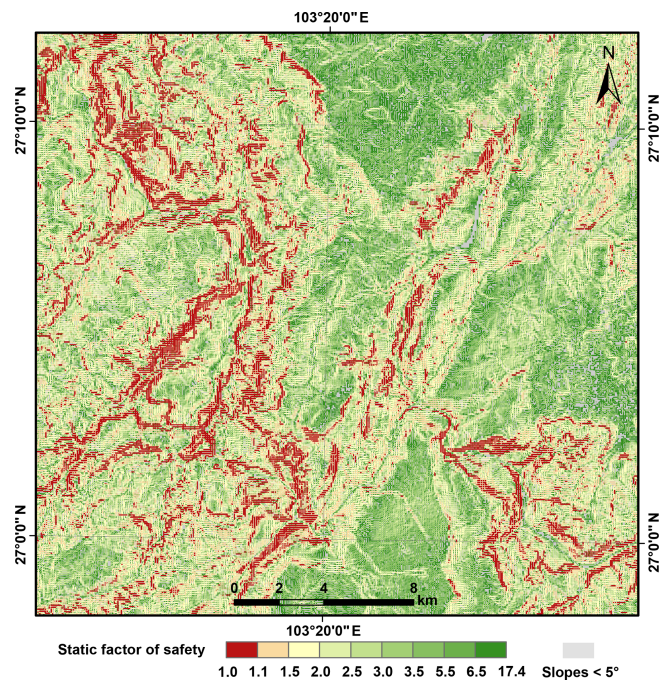 103°20'0"E
N
27°10'0"N
27°10'0"N
27°0'0"N
27°0'0"N
0 2 4 8
km
103°20'0"E
Static factor of safety
1.0 1.1 1.5 2.0 2.5 3.0 3.5 5.5 6.5 17.4
Slopes < 5°